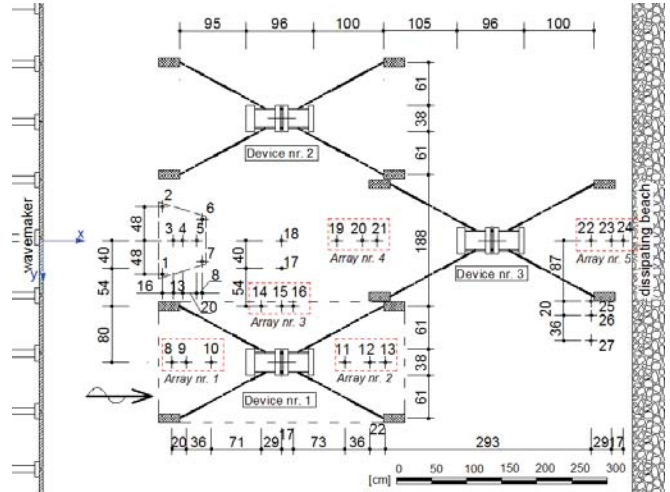 95 96 100 105 96 100
61
38
61
188
61
38
61
Device nr. 2
wavemaker
x
y
2
6
3 4 5
1
7
8
48
48
54
80
16 13
20
40
54
18
17
14 15 16
Array nr. 3
19 20 21
Array nr. 4
Device nr. 3
22 23 24
Array nr. 5
dissipating beach
87
20
36
25
26
27
8 9 10
Array nr. 1
11 12 13
Array nr. 2
Device nr. 1
20 36 71 29 17 73 36 22 293 29 17
[cm] 0 50 100 150 200 250 300